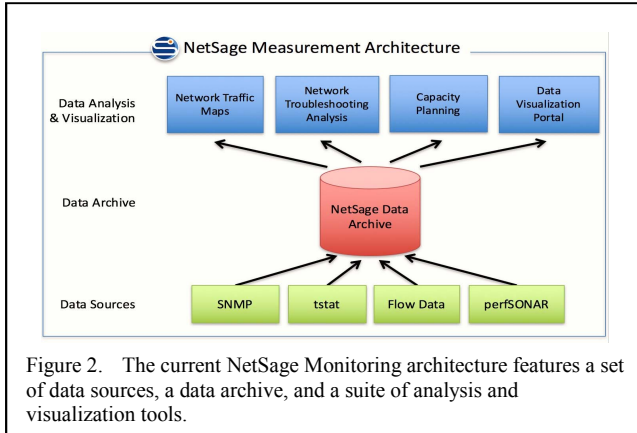 NetSage Measurement Architecture
Data Analysis
& Visualization
Network Traffic
Maps
Network
Troubleshooting
Analysis
Capacity
Planning
Data
Visualization
Portal
Data Archive
NetSage Data
Archive
Data Sources
SNMP
tstat
Flow Data
perfSONAR
Figure 2. The current NetSage Monitoring architecture features a set
of data sources, a data archive, and a suite of analysis and
visualization tools.